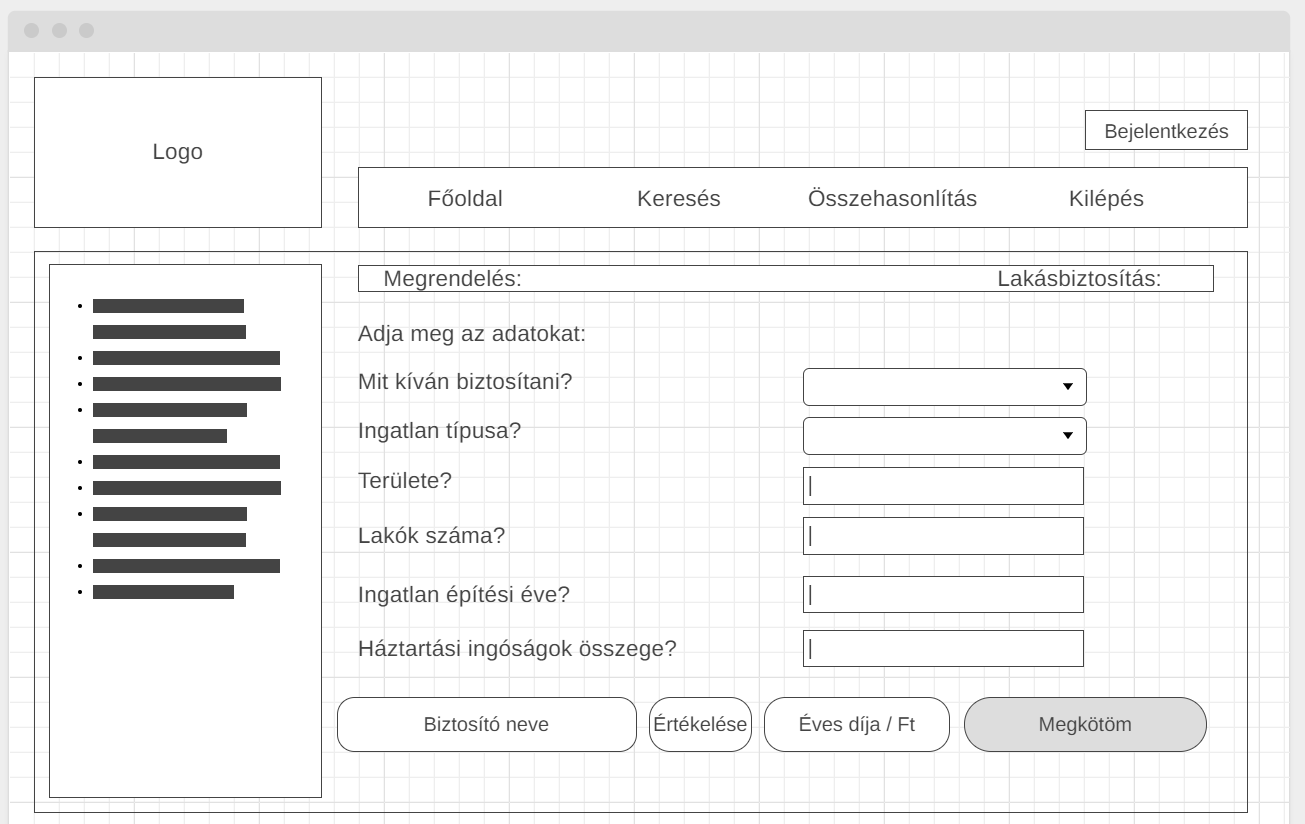 Logo
Bejelentkezés
Főoldal Keresés Összehasonlítás Kilépés
Megrendelés: Lakásbiztosítás:
Adja meg az adatokat:
Mit kíván biztosítani?
Ingatlan típusa?
Területe?
Lakók száma?
Ingatlan építési éve?
Háztartási ingóságok összege?
Biztosító neve Értékelése Éves díja / Ft Megkötöm